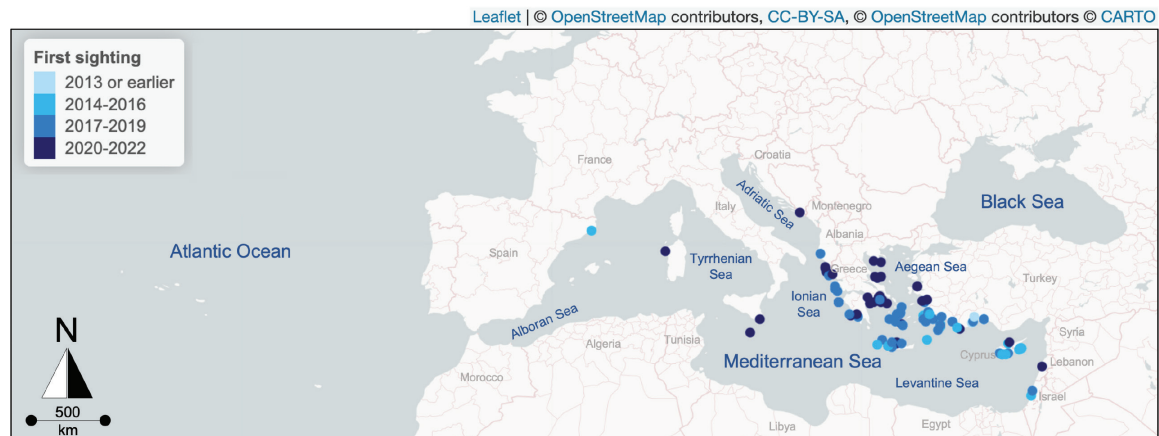 Leaflet | © OpenStreetMap contributors, CC-BY-SA, © OpenStreetMap contributors © CARTO
First sighting
2013 or earlier
2014-2016
2017-2019
2020-2022
France
Croatia
Adriatic Sea
Italy
Montenegro
Black Sea
Albania
Atlantic Ocean
Spain
Tyrrhenian
Sea
Greece
Aegean Sea
Turkey
Ionian
Sea
Alboran Sea
Algeria
Tunisia
Syria
Cyprus
Mediterranean Sea
Lebanon
Morocco
Levantine Sea
Israel
Libya
Egypt
N
500
km